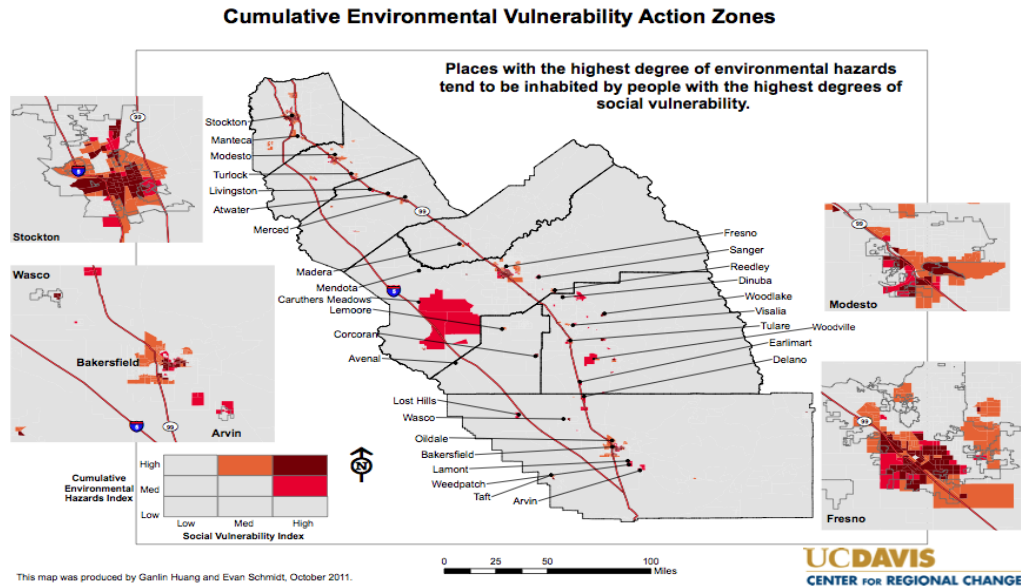 Cumulative Environmental Vulnerability Action Zones
Places with the highest degree of environmental hazards
tend to be inhabited by people with the highest degrees of
social vulnerability.
99
5
Stockton
Stockton
Manteca
Modesto
Turlock
Livingston
Atwater
Merced
99
Madera
Mendota
Caruthers Meadows
Lemoore
Corcoran
Avenal
5
Fresno
Sanger
Reedley
Dinuba
Woodlake
Visalia
Tulare
Woodville
Earlimart
Delano
Lost Hills
Wasco
Oildale
Bakersfield
Lamont
Weedpatch
Taft
Arvin
99
Modesto
99
Fresno
Wasco
Bakersfield
5
99
Arvin
Cumulative
Environmental
Hazards Index
High
Med
Low
Low
Med
High
Social Vulnerability Index
N
0
25
50
100
Miles
This map was produced by Ganlin Huang and Evan Schmidt, October 2011.
UCDAVIS
CENTER FOR REGIONAL CHANGE